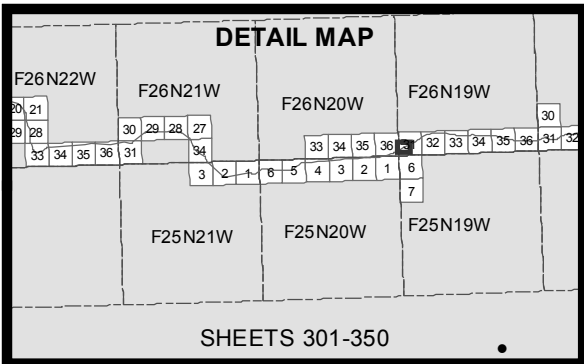 DETAIL MAP
F26N22W
F26N21W
F26N20W
F26N19W
21
30
29 28
30 29 28 27
33 34 35 36 31
34
33 34 35 36
31
32 33 34 35 36 31 32
3 2 1 6 5 4 3 2 1 6
7
F25N21W
F25N20W
F25N19W
SHEETS 301-350